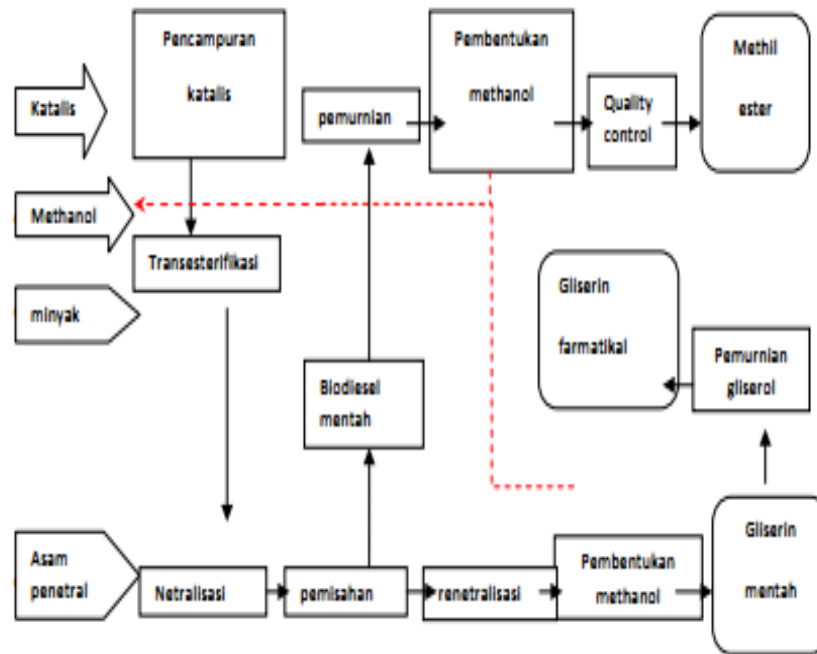 Pencampuran
katalis
Pembentukan
methanol
Methil
ester
Katalis
pemurnian
Quality
control
Methanol
Transesterifikasi
minyak
Gliserin
farmatikal
Pemurnian
gliserol
Biodiesel
mentah
Asam
penetral
Netralisasi
pemisahan
renetralisasi
Pembentukan
methanol
Gliserin
mentah